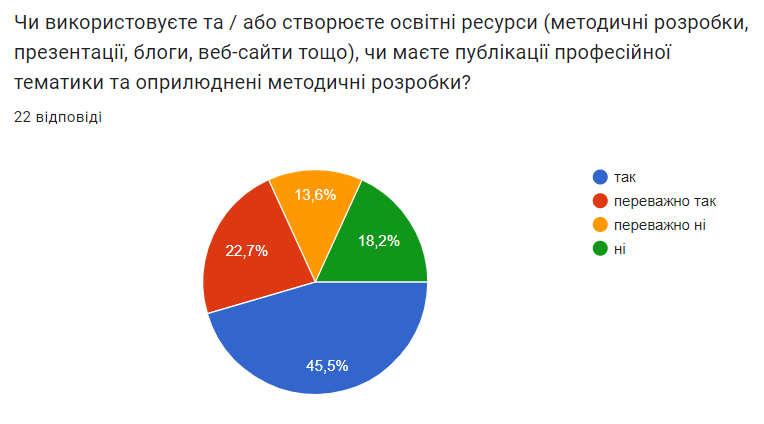 Чи використовуєте та / або створюєте освітні ресурси (методичні розробки,
презентації, блоги, веб-сайти тощо), чи маєте публікації професійної
тематики та оприлюднені методичні розробки?
22 відповіді
13,6%
18,2%
22,7%
45,5%
так
переважно так
переважно ні
ні